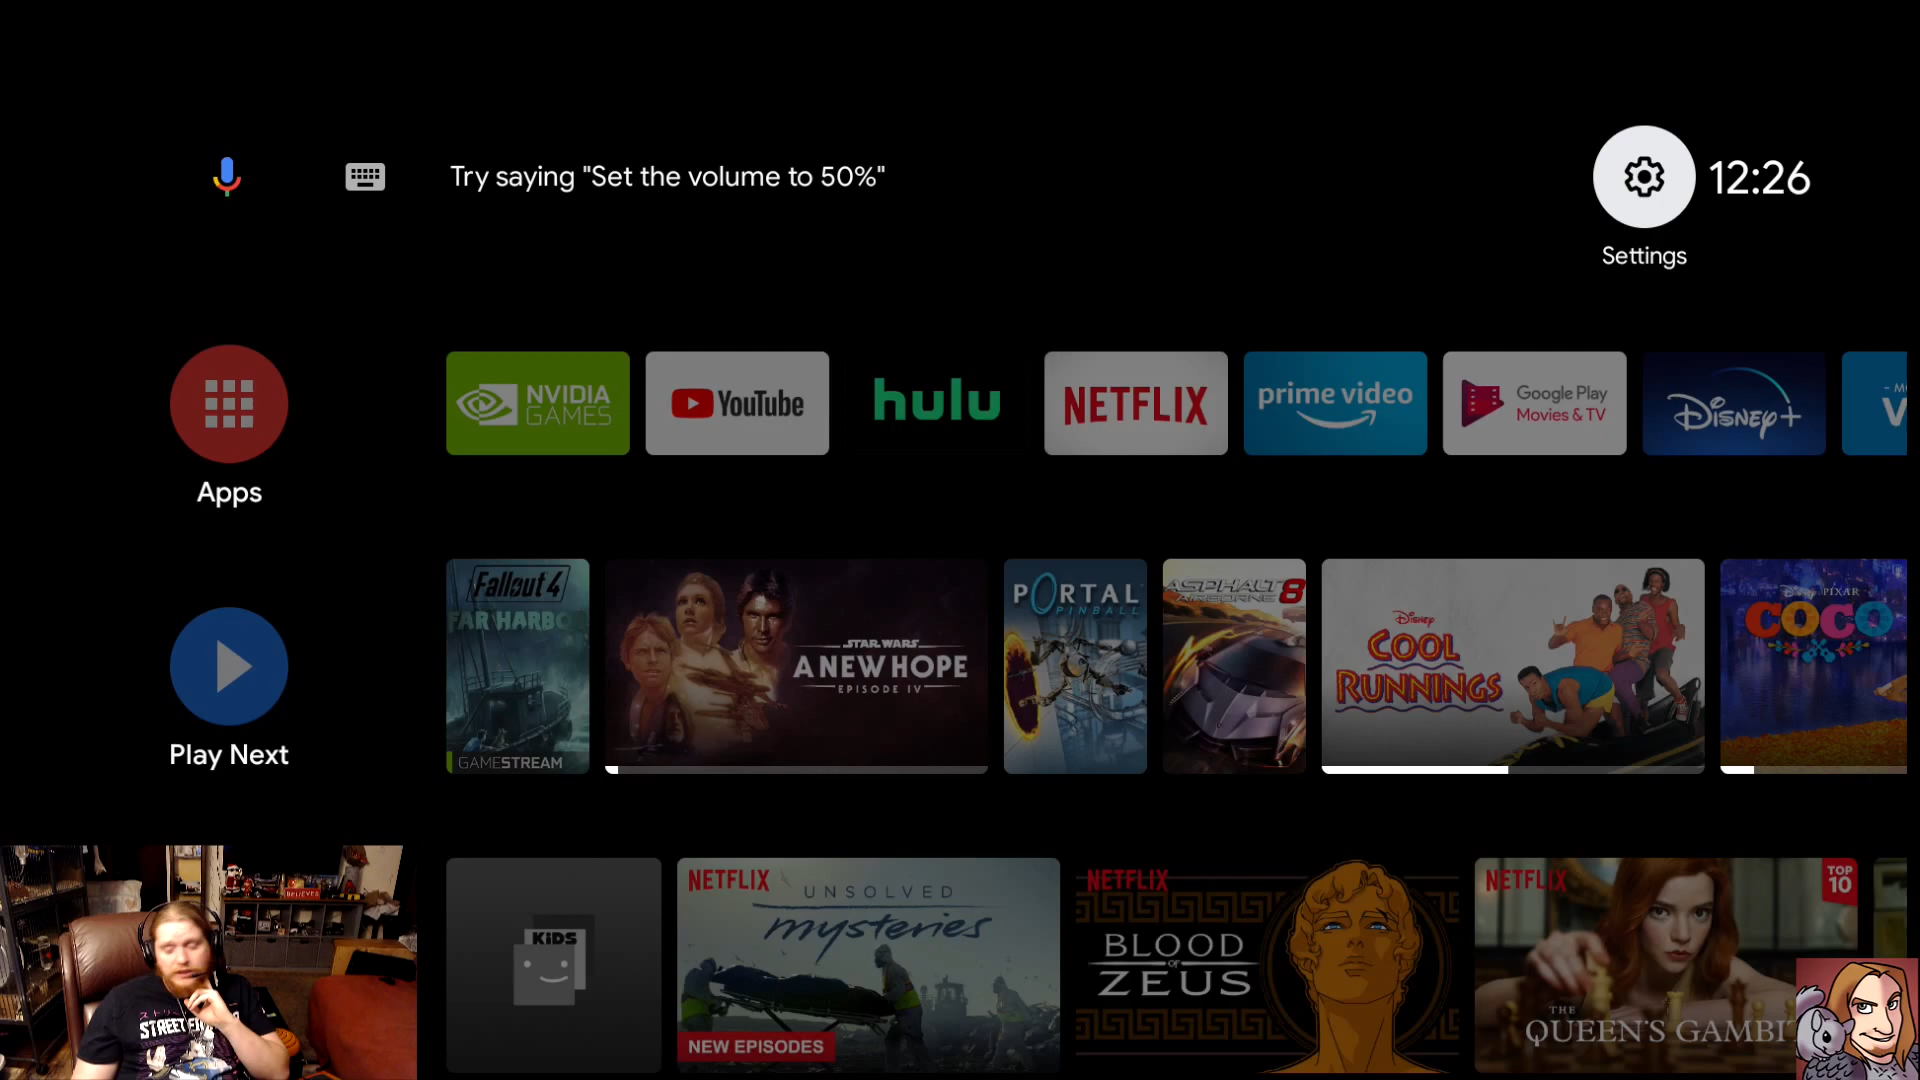 Try saying "Set the volume to 50%"
12:26
Settings
NVIDIA
GAMES
YouTube
hulu
NETFLIX
prime video
Google Play
Movies & TV
Disney+
Apps
Fallout 4
FAR HARBO
GAMESTREAM
STAR WARS
A NEW HOPE
EPISODE IV
PORTAL
PINBALL
ASPHALT 8
AIRBORNE
Disney
COOL
RUNNINGS
Disney PIXAR
COCO
Play Next
KiDS
NETFLIX
UNSOLVED
mysteries
NEW EPISODES
NETFLIX
BLOOD
OF
ZEUS
NETFLIX
TOP
10
THE
QUEEN'S GAMBIT
BELIEVER